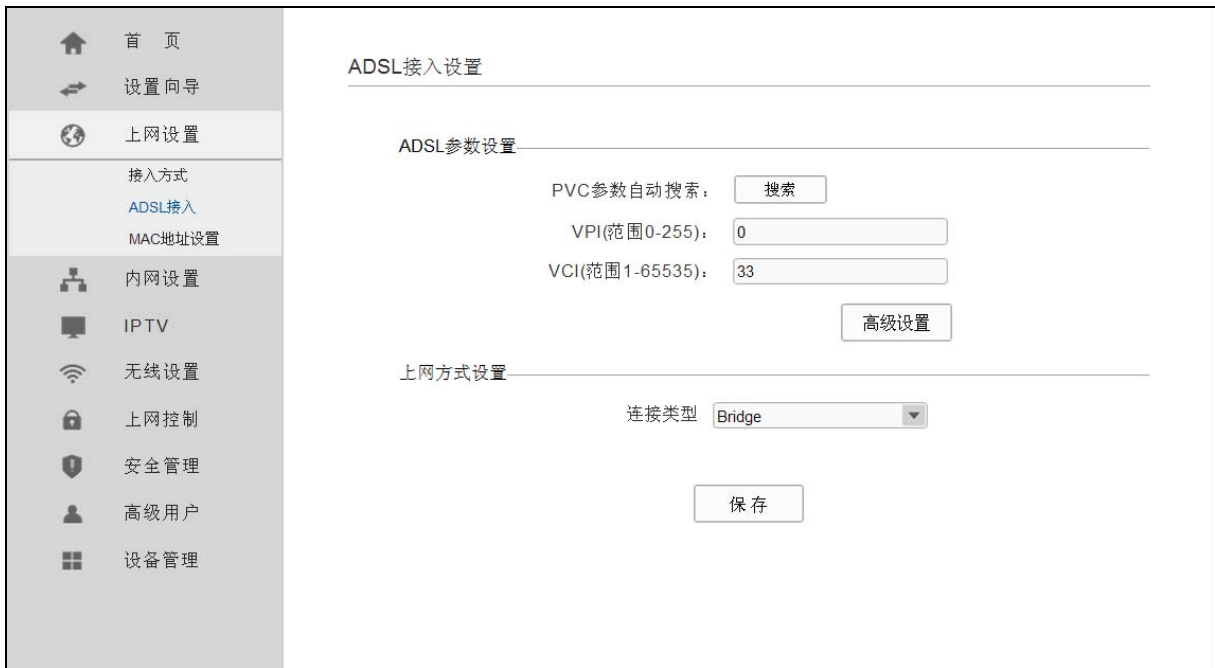 首 页
设置向导
上网设置
接入方式
ADSL接入
MAC地址设置
内网设置
IPTV
无线设置
上网控制
安全管理
高级用户
设备管理
ADSL接入设置
ADSL参数设置
PVC参数自动搜索： 搜索
VPI(范围0-255)： 0
VCI(范围1-65535)： 33
高级设置
上网方式设置
连接类型 Bridge
保存